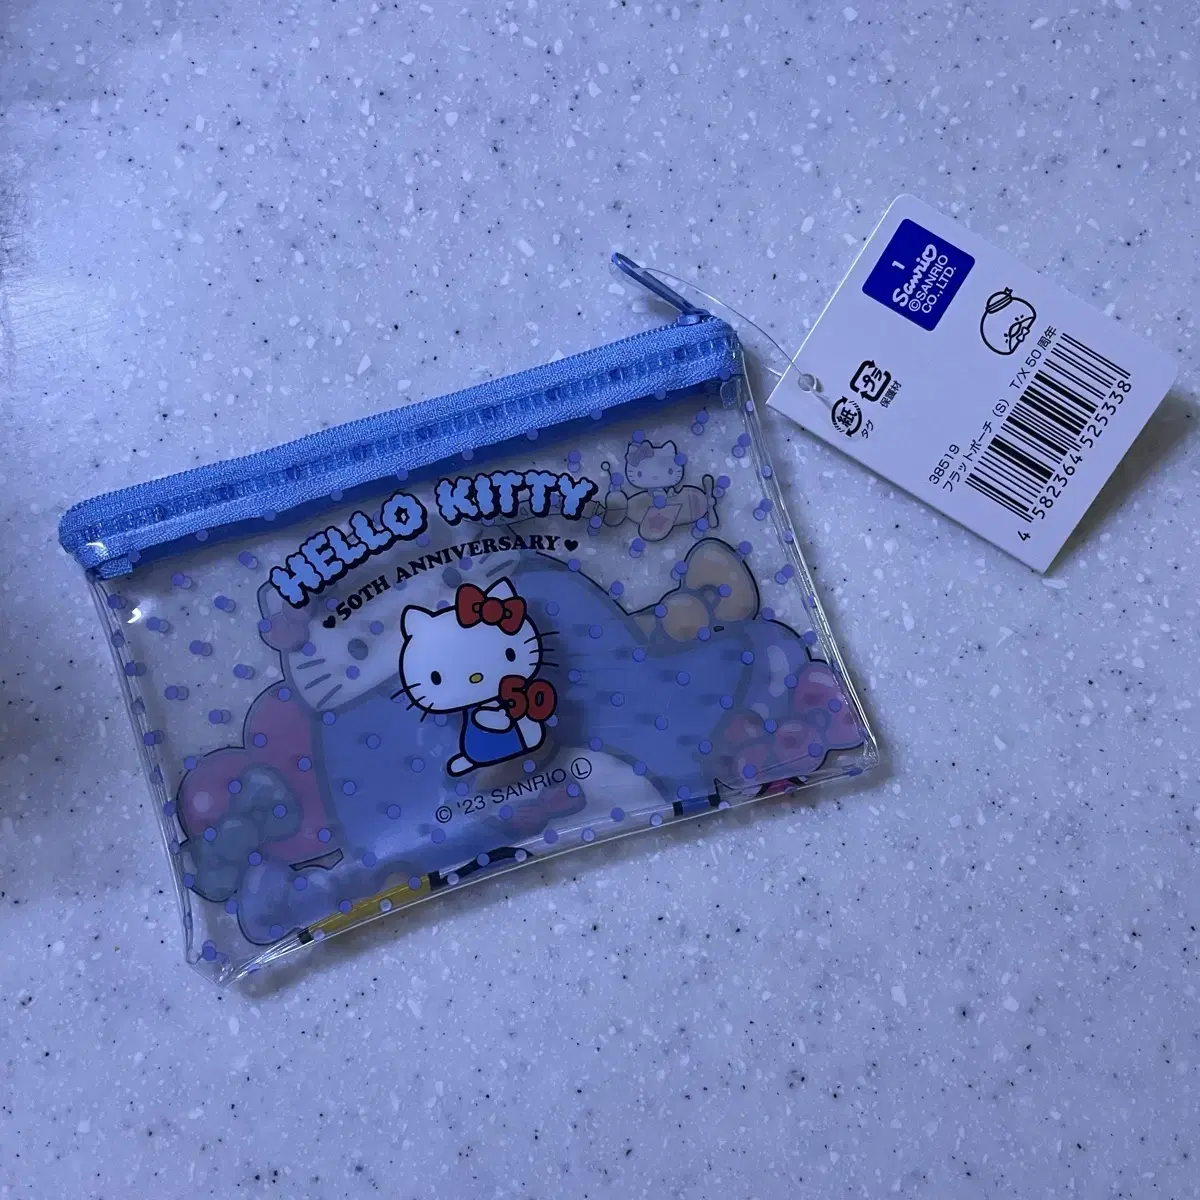 HELLO KITTY
♥50TH ANNIVERSARY♥
50
© '23 SANRIO Ⓛ
1
Sanrio
©SANRIO
CO.,LTD.
プラ
保護材
紙
タグ
38519
フラットポーチ(S) T/X 50周年
4 582364 525338